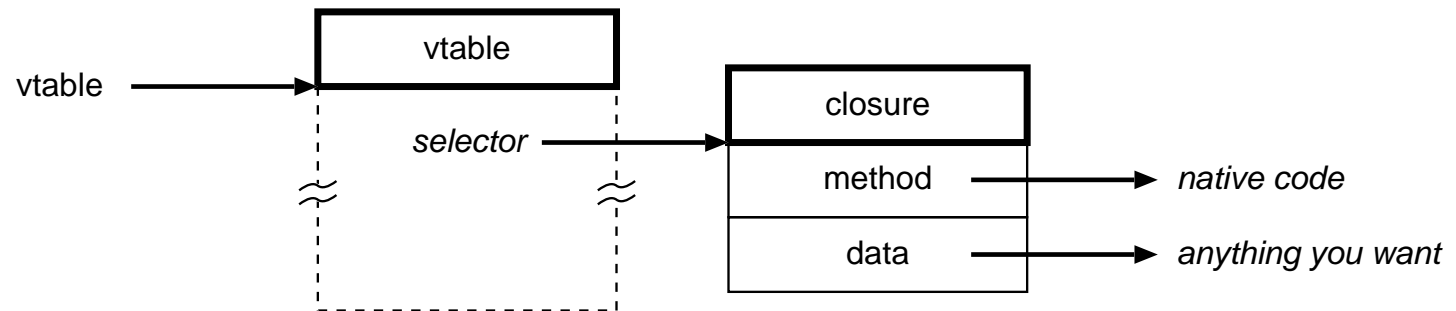 vtable
vtable
closure
selector
method
native code
data
anything you want